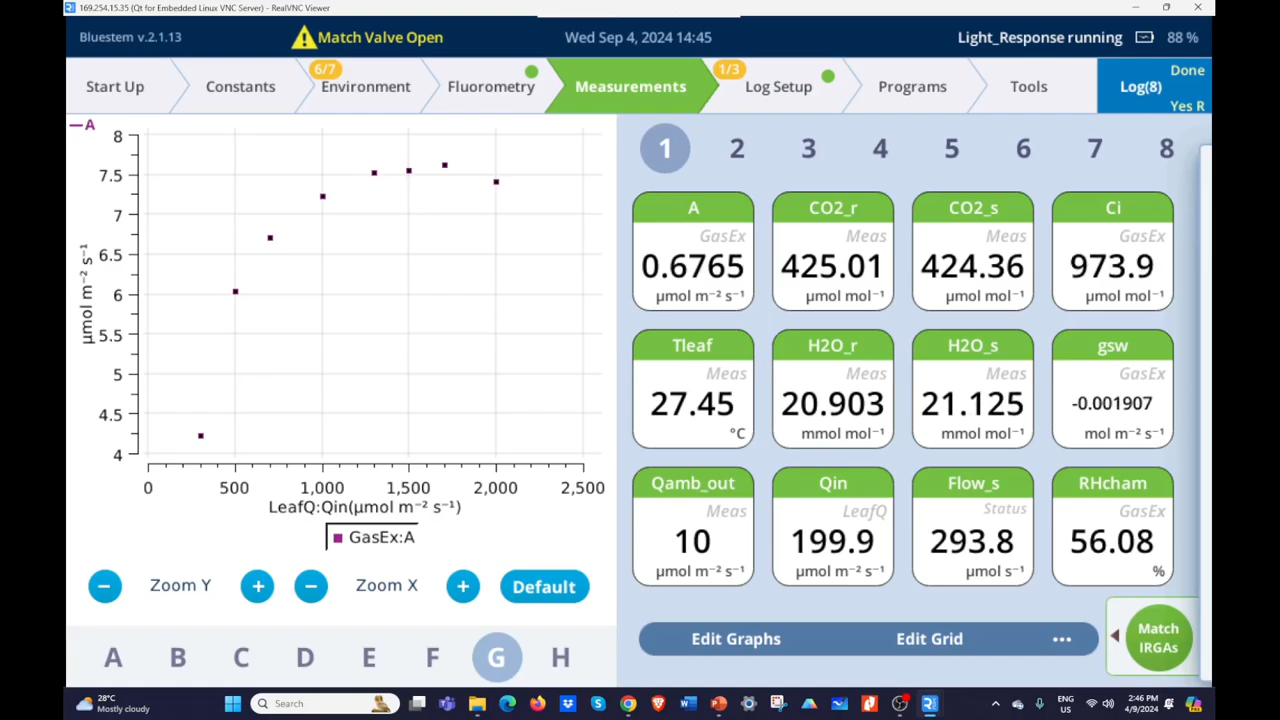 169.254.15.35 (Qt for Embedded Linux VNC Server) - RealVNC Viewer
Bluestem v.2.1.13
Match Valve Open
Wed Sep 4, 2024 14:45
Light_Response running
88 %
6/7
1/3
Start Up
Constants
Environment
Fluorometry
Measurements
Log Setup
Programs
Tools
Log(8)
Done
Yes R
A
8
7.5
7
6.5
6
5.5
5
4.5
4
µmol m⁻² s⁻¹
0
500
1,000
1,500
2,000
2,500
LeafQ:Qin(µmol m⁻² s⁻¹)
GasEx:A
Zoom Y
Zoom X
Default
A B C D E F G H
1 2 3 4 5 6 7 8
A
GasEx
0.6765
µmol m⁻² s⁻¹
CO2_r
Meas
425.01
µmol mol⁻¹
CO2_s
Meas
424.36
µmol mol⁻¹
Ci
GasEx
973.9
µmol mol⁻¹
Tleaf
Meas
27.45
°C
H2O_r
Meas
20.903
mmol mol⁻¹
H2O_s
Meas
21.125
mmol mol⁻¹
gsw
GasEx
-0.001907
mol m⁻² s⁻¹
Qamb_out
Meas
10
µmol m⁻² s⁻¹
Qin
LeafQ
199.9
µmol m⁻² s⁻¹
Flow_s
Status
293.8
µmol s⁻¹
RHcham
GasEx
56.08
%
Edit Graphs
Edit Grid
Match
IRGAs
28°C
Mostly cloudy
Search
ENG
US
2:46 PM
4/9/2024